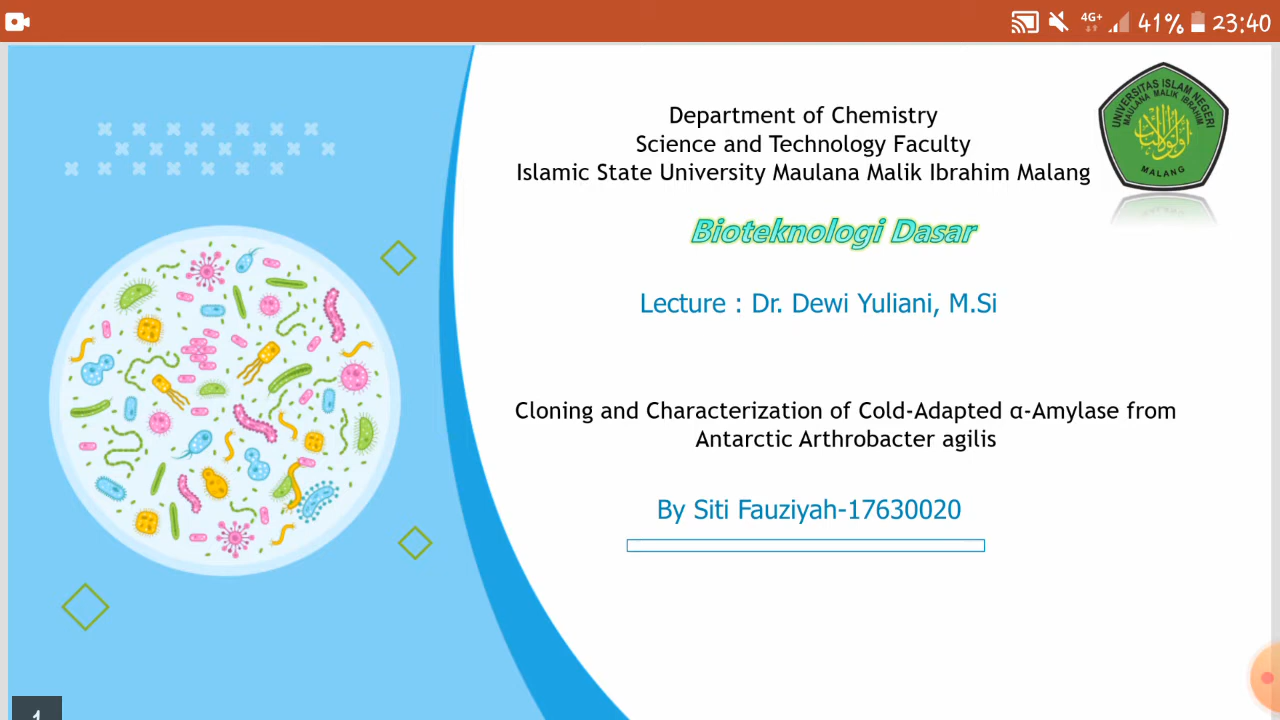 4G+ 41% 23:40
Department of Chemistry
Science and Technology Faculty
Islamic State University Maulana Malik Ibrahim Malang
UNIVERSITAS ISLAM NEGERI
MAULANA MALIK IBRAHIM
MALANG
Bioteknologi Dasar
Lecture : Dr. Dewi Yuliani, M.Si
Cloning and Characterization of Cold-Adapted α-Amylase from
Antarctic Arthrobacter agilis
By Siti Fauziyah-17630020
1